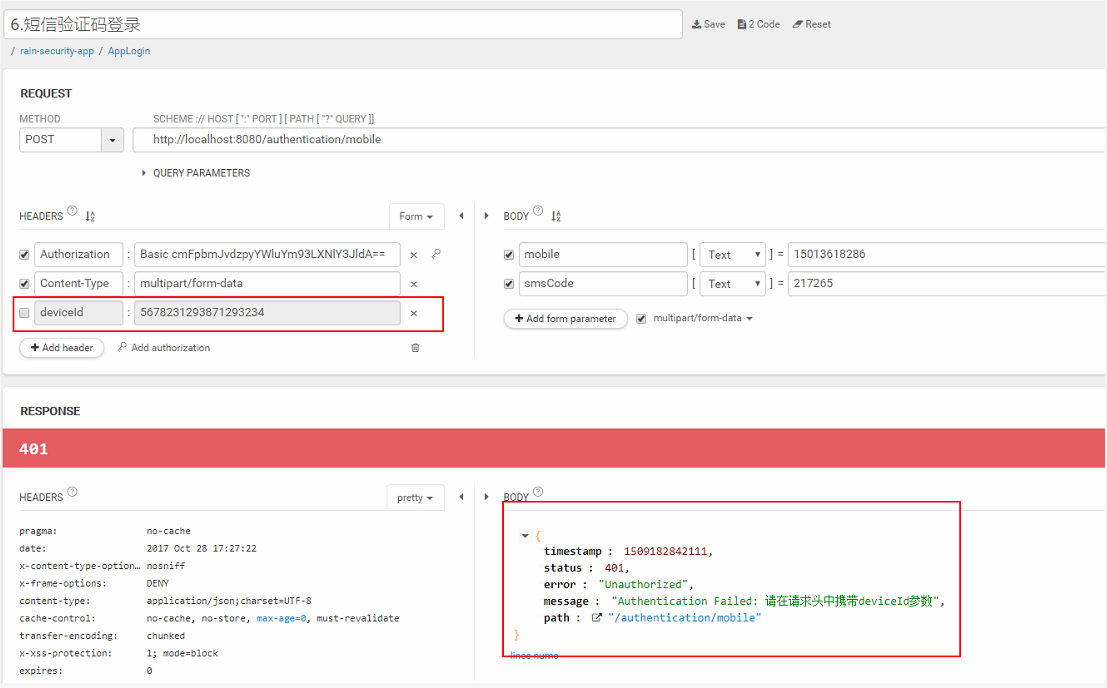 6.短信验证码登录
Save 2 Code Reset
/ rain-security-app / AppLogin
REQUEST
METHOD SCHEME :// HOST [ ":" PORT ] [ PATH [ "?" QUERY ]]
POST http://localhost:8080/authentication/mobile
QUERY PARAMETERS
HEADERS ? Form BODY ?
Authorization : Basic cmFpbmJvdzpyYWluYm93LXNlY3JldA== × mobile [ Text ] = 15013618286
Content-Type : multipart/form-data × smsCode [ Text ] = 217265
deviceId : 5678231293871293234 ×
+ Add form parameter multipart/form-data
+ Add header Add authorization
RESPONSE
401
HEADERS ? pretty BODY ?
pragma: no-cache
date: 2017 Oct 28 17:27:22
x-content-type-option… nosniff
x-frame-options: DENY
content-type: application/json;charset=UTF-8
cache-control: no-cache, no-store, max-age=0, must-revalidate
transfer-encoding: chunked
x-xss-protection: 1; mode=block
expires: 0
{
timestamp : 1509182842111,
status : 401,
error : "Unauthorized",
message : "Authentication Failed: 请在请求头中携带deviceId参数",
path : "/authentication/mobile"
}
lines nums